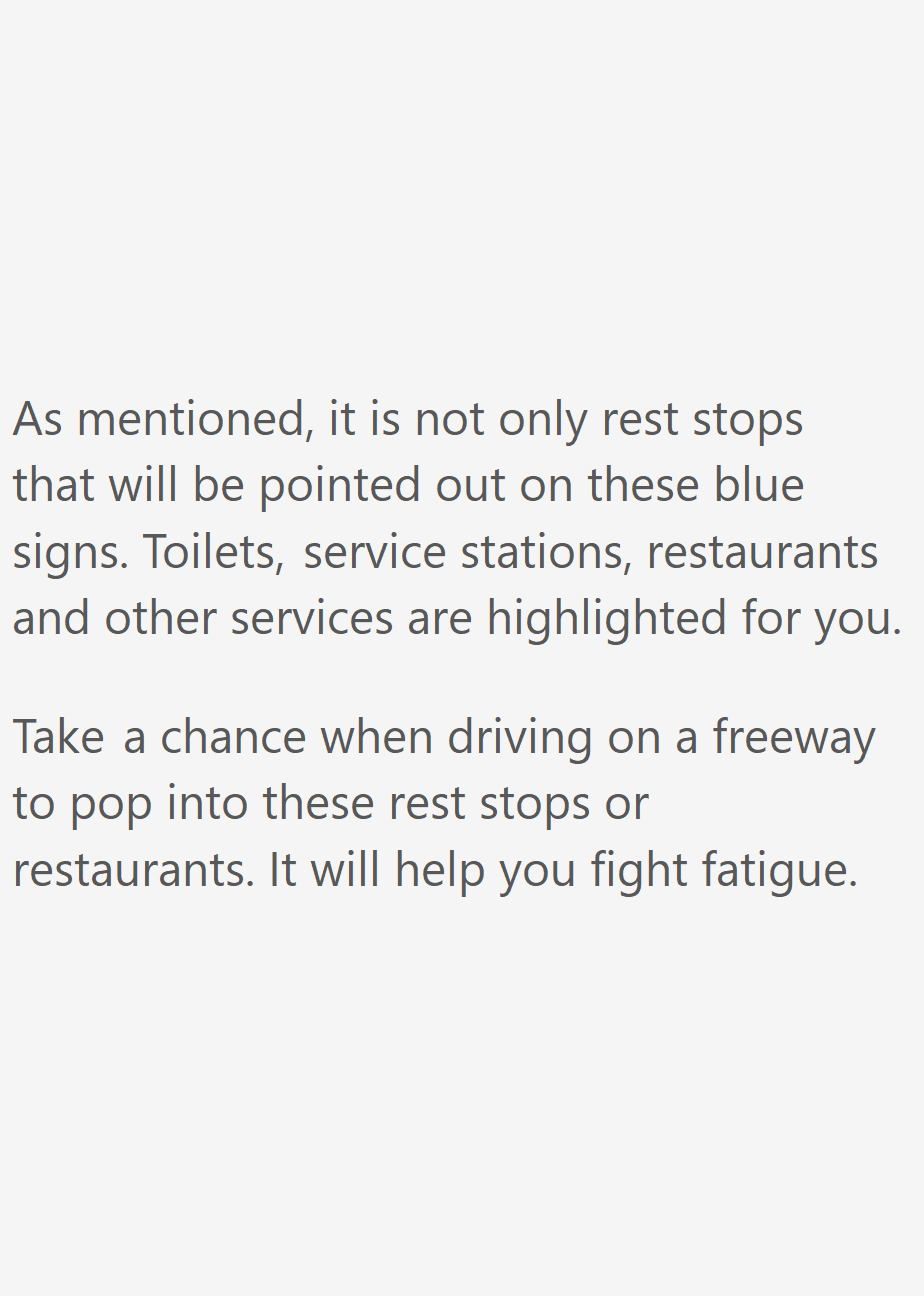 As mentioned, it is not only rest stops
that will be pointed out on these blue
signs. Toilets, service stations, restaurants
and other services are highlighted for you.
Take a chance when driving on a freeway
to pop into these rest stops or
restaurants. It will help you fight fatigue.